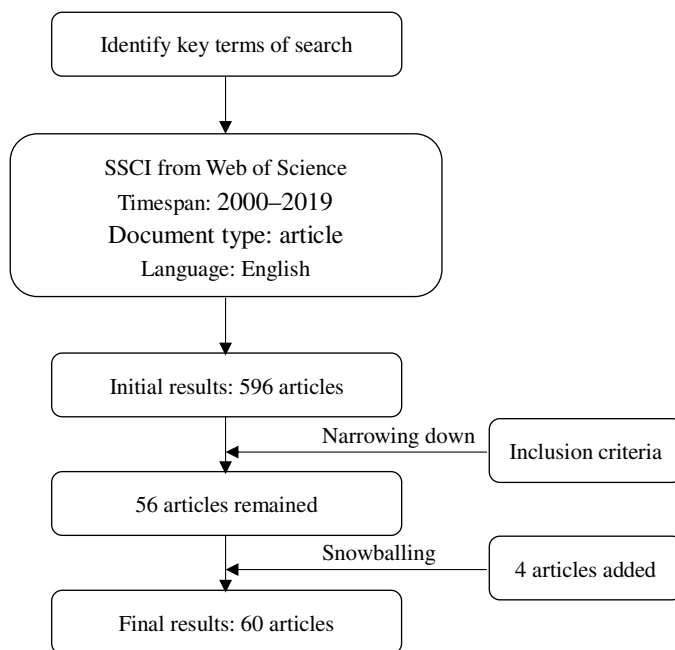 Identify key terms of search
SSCI from Web of Science
Timespan: 2000–2019
Document type: article
Language: English
Initial results: 596 articles
Narrowing down
Inclusion criteria
56 articles remained
Snowballing
4 articles added
Final results: 60 articles